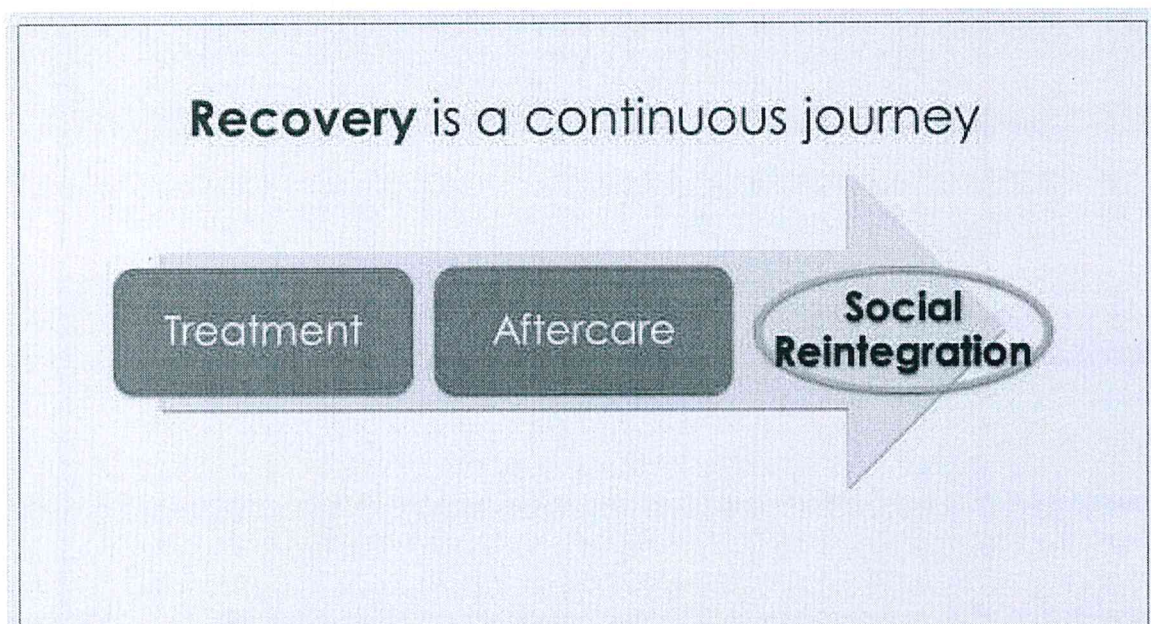 Recovery is a continuous journey
Treatment
Aftercare
Social
Reintegration